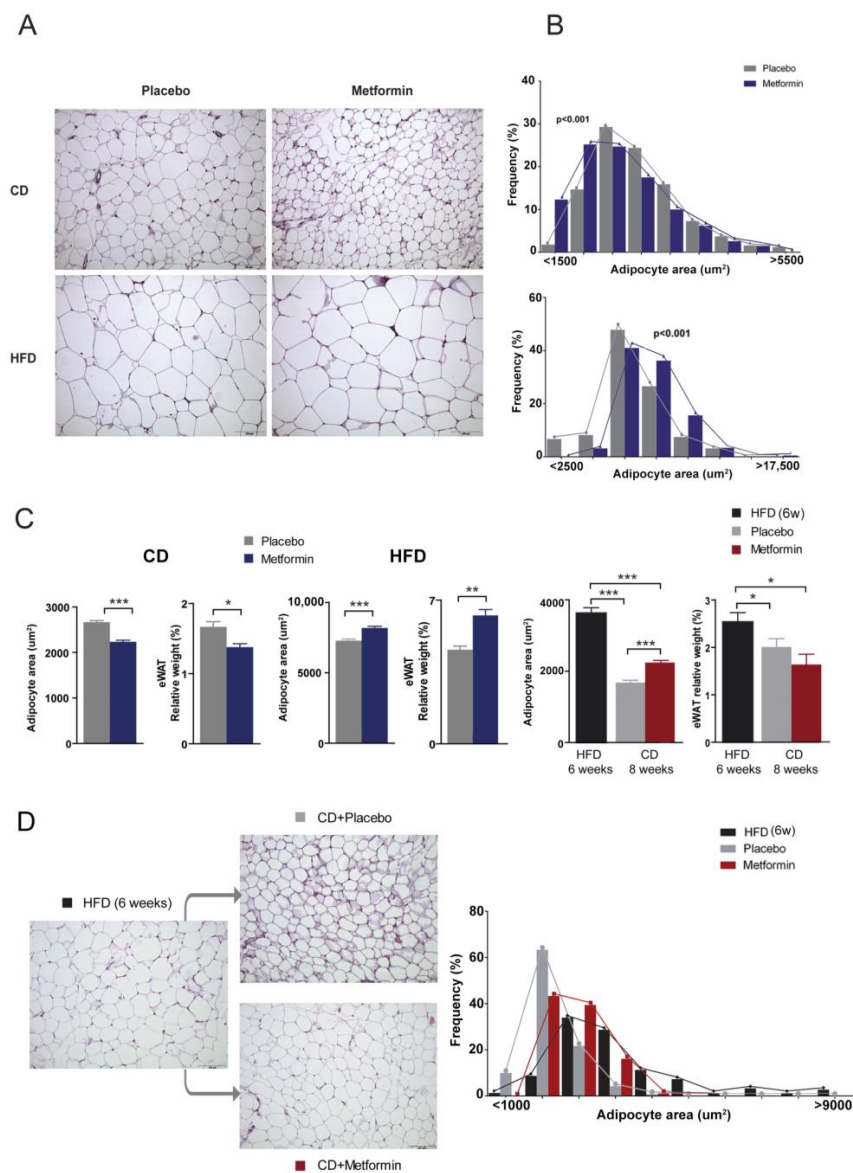 A
B
Placebo
Metformin
CD
HFD
Placebo
Metformin
40
30
20
10
0
Frequency (%)
p<0.001
<1500
>5500
Adipocyte area (um²)
60
40
20
0
Frequency (%)
p<0.001
<2500
>17,500
Adipocyte area (um²)
C
Placebo
Metformin
CD
HFD
HFD (6w)
Placebo
Metformin
3000
2000
1000
0
Adipocyte area (um²)
***
2
1
0
eWAT
Relative weight (%)
*
10,000
5000
0
Adipocyte area (um²)
***
7
0
eWAT
Relative weight (%)
**
4000
2000
0
Adipocyte area (um²)
***
***
***
HFD
6 weeks
CD
8 weeks
3
2
1
0
eWAT relative weight (%)
*
*
HFD
6 weeks
CD
8 weeks
D
CD+Placebo
HFD (6 weeks)
CD+Metformin
HFD (6w)
Placebo
Metformin
80
60
40
20
0
Frequency (%)
<1000
>9000
Adipocyte area (um²)